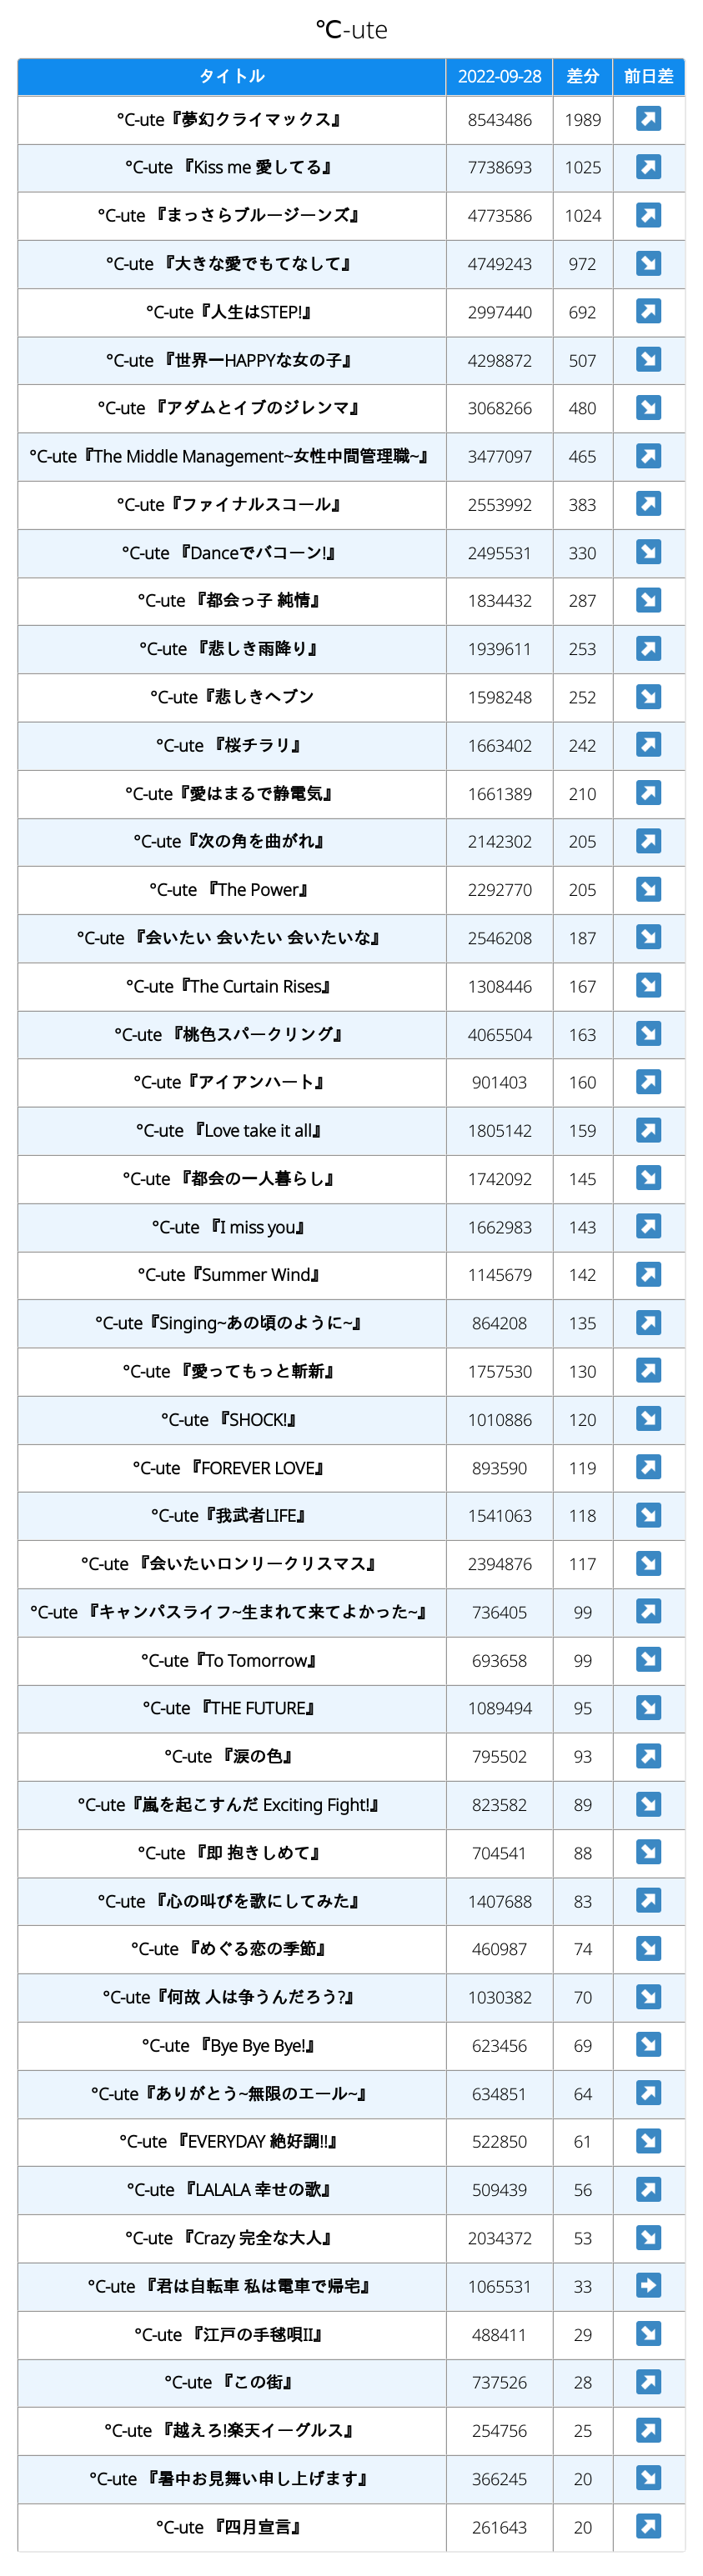 ℃-ute
タイトル 2022-09-28 差分 前日差
°C-ute『夢幻クライマックス』 8543486 1989 ↗
°C-ute 『Kiss me 愛してる』 7738693 1025 ↗
°C-ute 『まっさらブルージーンズ』 4773586 1024 ↗
°C-ute 『大きな愛でもてなして』 4749243 972 ↘
°C-ute『人生はSTEP!』 2997440 692 ↗
°C-ute 『世界一HAPPYな女の子』 4298872 507 ↘
°C-ute 『アダムとイブのジレンマ』 3068266 480 ↘
°C-ute『The Middle Management~女性中間管理職~』 3477097 465 ↗
°C-ute『ファイナルスコール』 2553992 383 ↗
°C-ute 『Danceでバコーン!』 2495531 330 ↘
°C-ute 『都会っ子 純情』 1834432 287 ↘
°C-ute 『悲しき雨降り』 1939611 253 ↗
°C-ute『悲しきヘブン 1598248 252 ↘
°C-ute 『桜チラリ』 1663402 242 ↗
°C-ute『愛はまるで静電気』 1661389 210 ↗
°C-ute『次の角を曲がれ』 2142302 205 ↗
°C-ute 『The Power』 2292770 205 ↘
°C-ute 『会いたい 会いたい 会いたいな』 2546208 187 ↘
°C-ute『The Curtain Rises』 1308446 167 ↘
°C-ute 『桃色スパークリング』 4065504 163 ↘
°C-ute『アイアンハート』 901403 160 ↗
°C-ute 『Love take it all』 1805142 159 ↗
°C-ute 『都会の一人暮らし』 1742092 145 ↘
°C-ute 『I miss you』 1662983 143 ↗
°C-ute『Summer Wind』 1145679 142 ↗
°C-ute『Singing~あの頃のように~』 864208 135 ↗
°C-ute 『愛ってもっと斬新』 1757530 130 ↗
°C-ute 『SHOCK!』 1010886 120 ↘
°C-ute 『FOREVER LOVE』 893590 119 ↗
°C-ute『我武者LIFE』 1541063 118 ↘
°C-ute 『会いたいロンリークリスマス』 2394876 117 ↘
°C-ute 『キャンパスライフ~生まれて来てよかった~』 736405 99 ↗
°C-ute『To Tomorrow』 693658 99 ↘
°C-ute 『THE FUTURE』 1089494 95 ↘
°C-ute 『涙の色』 795502 93 ↗
°C-ute『嵐を起こすんだ Exciting Fight!』 823582 89 ↘
°C-ute 『即 抱きしめて』 704541 88 ↘
°C-ute 『心の叫びを歌にしてみた』 1407688 83 ↗
°C-ute 『めぐる恋の季節』 460987 74 ↘
°C-ute『何故 人は争うんだろう?』 1030382 70 ↘
°C-ute 『Bye Bye Bye!』 623456 69 ↘
°C-ute『ありがとう~無限のエール~』 634851 64 ↗
°C-ute 『EVERYDAY 絶好調!!』 522850 61 ↘
°C-ute 『LALALA 幸せの歌』 509439 56 ↗
°C-ute 『Crazy 完全な大人』 2034372 53 ↘
°C-ute 『君は自転車 私は電車で帰宅』 1065531 33 →
°C-ute 『江戸の手毬唄II』 488411 29 ↘
°C-ute 『この街』 737526 28 ↗
°C-ute 『越えろ!楽天イーグルス』 254756 25 ↗
°C-ute 『暑中お見舞い申し上げます』 366245 20 ↘
°C-ute 『四月宣言』 261643 20 ↗